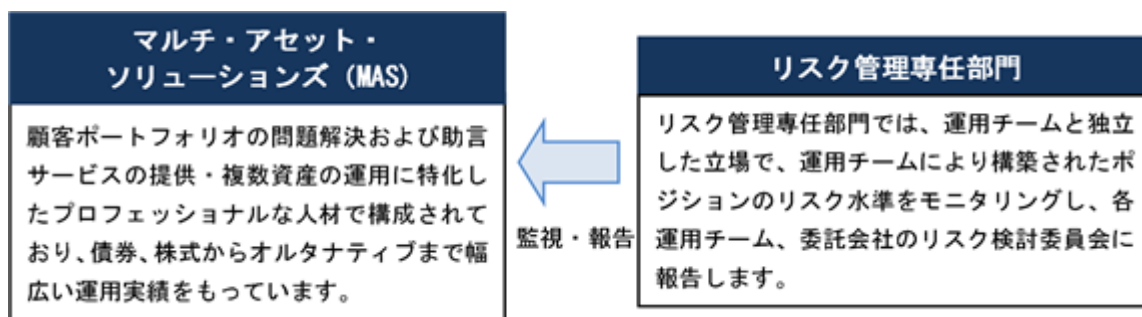 マルチ・アセット・
ソリューションズ (MAS)
顧客ポートフォリオの問題解決および助言
サービスの提供・複数資産の運用に特化し
たプロフェッショナルな人材で構成されて
おり、債券、株式からオルタナティブまで幅
広い運用実績をもっています。
監視・報告
リスク管理専任部門
リスク管理専任部門では、運用チームと独立
した立場で、運用チームにより構築されたポ
ジションのリスク水準をモニタリングし、各
運用チーム、委託会社のリスク検討委員会に
報告します。